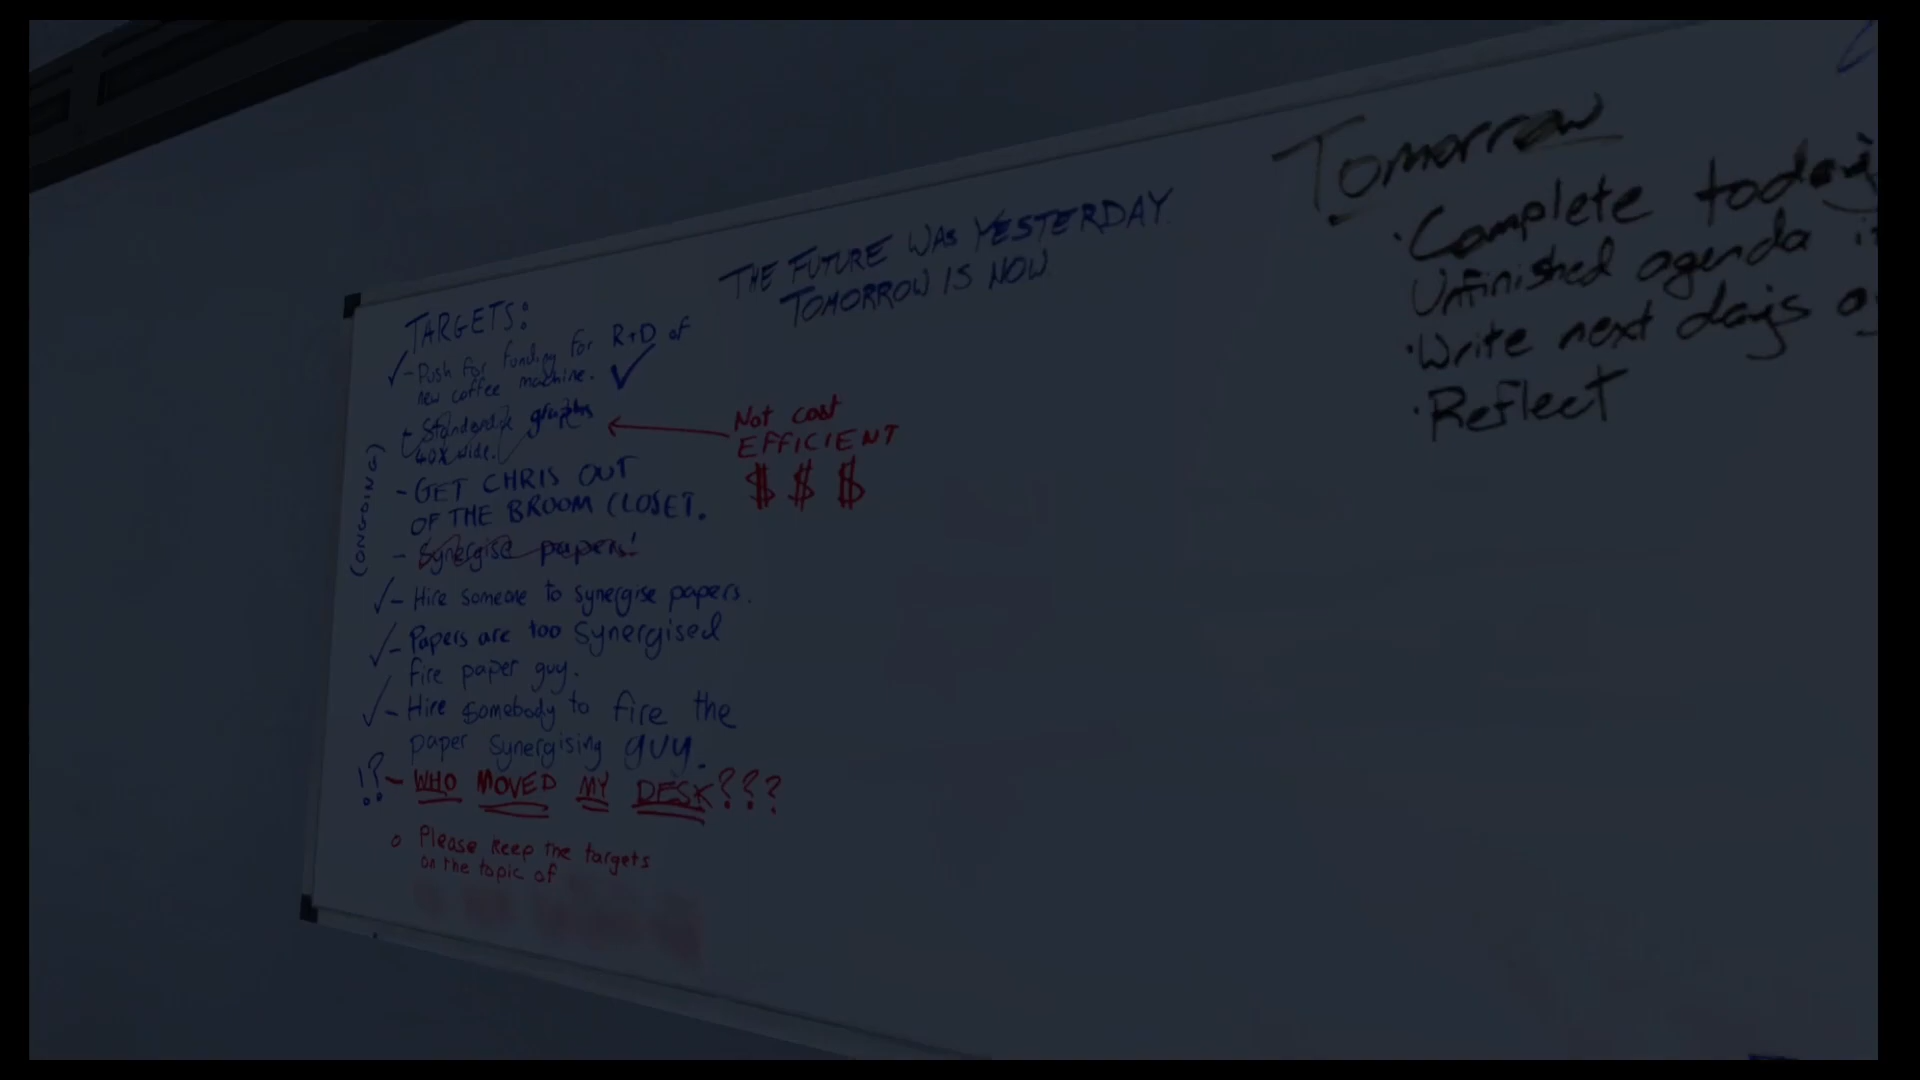 THE FUTURE WAS YESTERDAY.
TOMORROW IS NOW
TARGETS:
✓ - Push for funding for R+D of
new coffee machine. ✓
- Standardize graphs
40x wide.
Not cost
EFFICIENT
$ $ $
(ONGOING)
- GET CHRIS OUT
OF THE BROOM CLOSET.
- Synergise papers!
✓ - Hire someone to synergise papers.
✓ - Papers are too synergised
fire paper guy.
✓ - Hire somebody to fire the
paper synergising guy.
!? - WHO MOVED MY DESK???
o Please keep the targets
on the topic of
Tomorrow
· Complete
Unfinished agenda
· Write next days
· Reflect